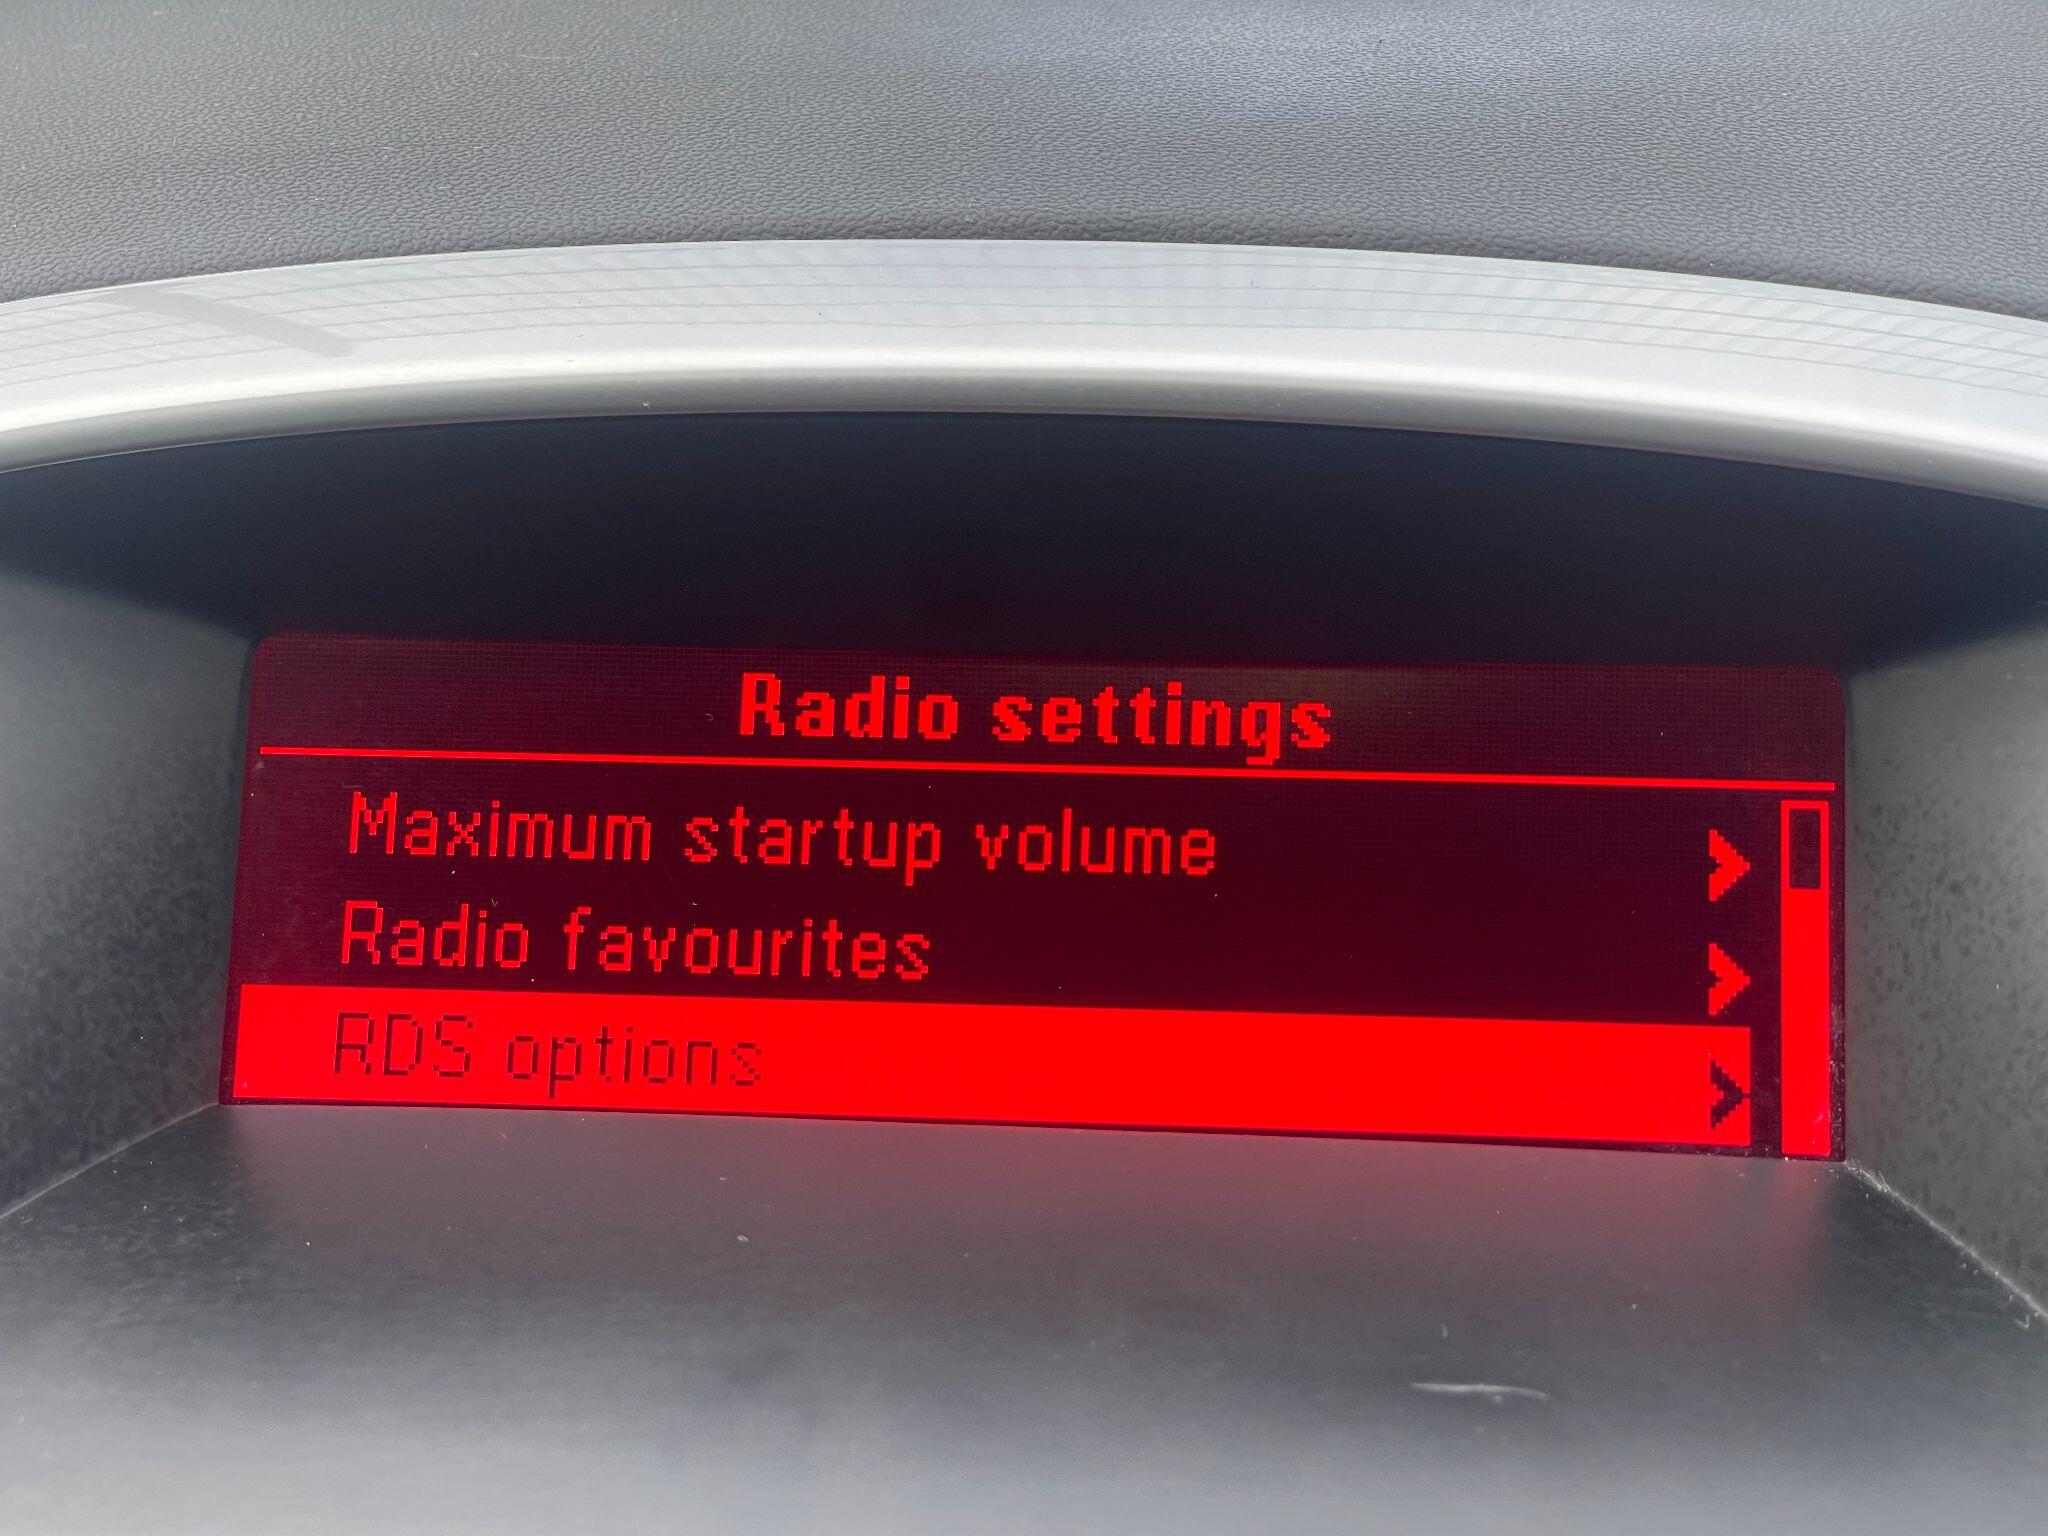 Radio settings
Maximum startup volume
Radio favourites
RDS options